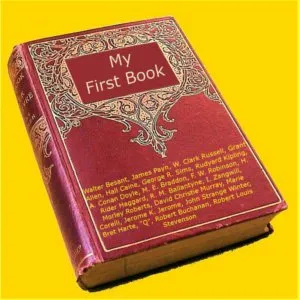 My
First Book
Walter Besant, James Payn, W. Clark Russell, Grant
Allen, Hall Caine, George R. Sims, Rudyard Kipling,
A. Conan Doyle, M. E. Braddon, F. W. Robinson, H.
Rider Haggard, R. M. Ballantyne, I. Zangwill,
Morley Roberts, David Christie Murray, Marie
Corelli, Jerome K. Jerome, John Strange Winter,
Bret Harte, "Q", Robert Buchanan, Robert Louis
Stevenson